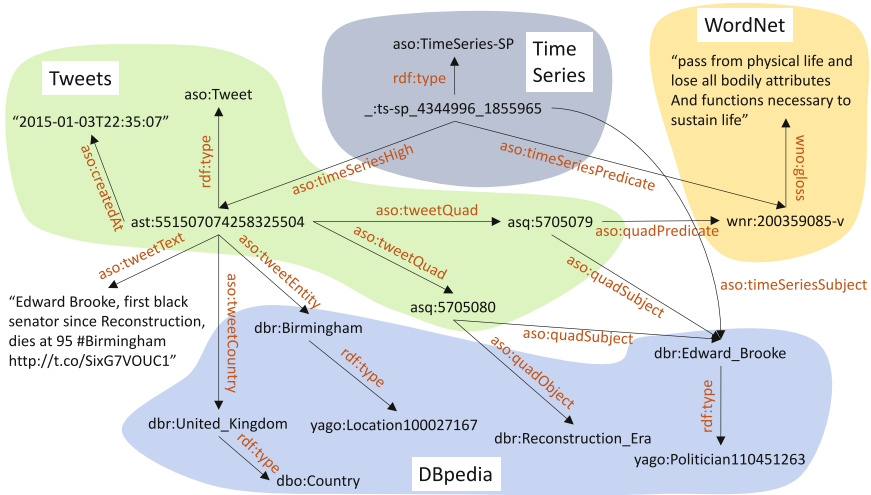 WordNet
Time
Series
Tweets
aso:TimeSeries-SP
rdf:type
"pass from physical life and
lose all bodily attributes
And functions necessary to
sustain life"
aso:Tweet
"2015-01-03T22:35:07"
_:ts-sp_4344996_1855965
aso:createdAt
rdf:type
aso:timeSeriesHigh
aso:timeSeriesPredicate
wno:gloss
ast:551507074258325504
aso:tweetQuad
asq:5705079
aso:quadPredicate
wnr:200359085-v
aso:tweetText
aso:tweetEntity
aso:tweetQuad
aso:quadSubject
aso:timeSeriesSubject
"Edward Brooke, first black
senator since Reconstruction,
dies at 95 #Birmingham
http://t.co/SixG7VOUC1"
aso:tweetCountry
dbr:Birmingham
asq:5705080
aso:quadSubject
dbr:Edward_Brooke
rdf:type
aso:quadObject
rdf:type
dbr:United_Kingdom
yago:Location100027167
dbr:Reconstruction_Era
yago:Politician110451263
rdf:type
dbo:Country
DBpedia